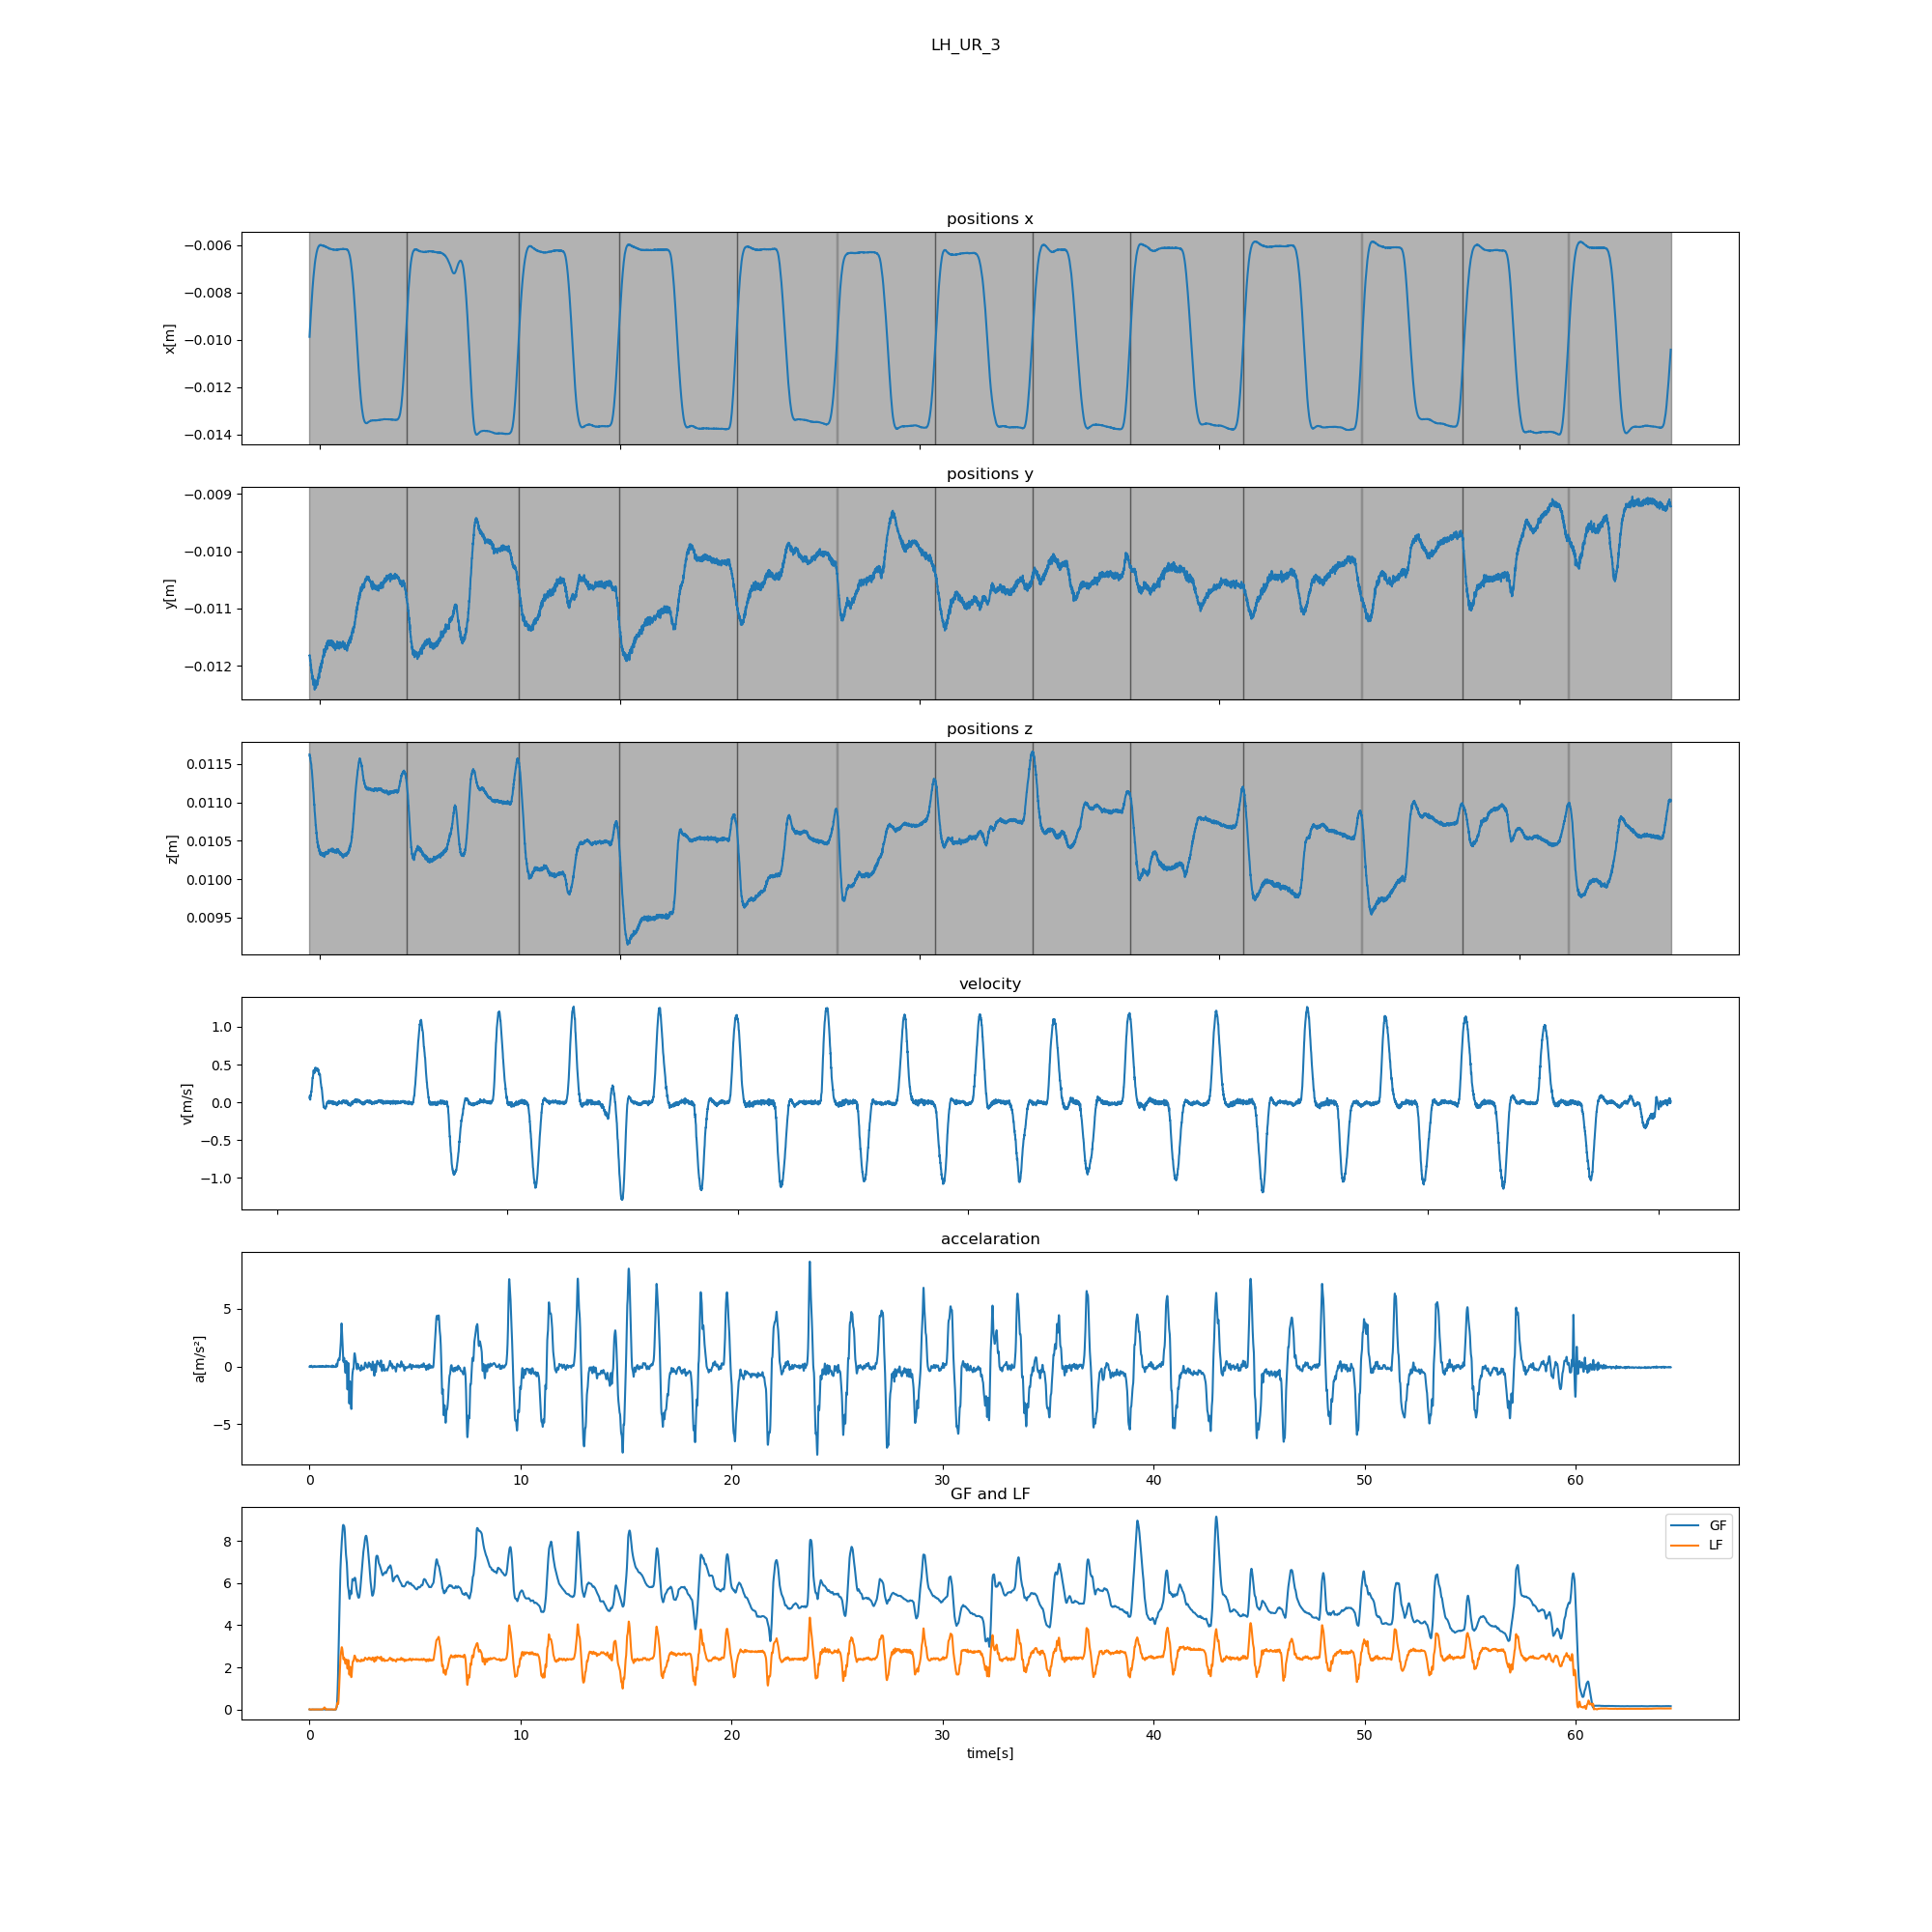 LH_UR_3
positions x
−0.006
−0.008
−0.010
−0.012
−0.014
x[m]
positions y
−0.009
−0.010
−0.011
−0.012
y[m]
positions z
0.0115
0.0110
0.0105
0.0100
0.0095
z[m]
velocity
1.0
0.5
0.0
−0.5
−1.0
v[m/s]
accelaration
5
0
−5
a[m/s²]
0 10 20 30 40 50 60
GF and LF
8
6
4
2
0
GF
LF
0 10 20 30 40 50 60
time[s]